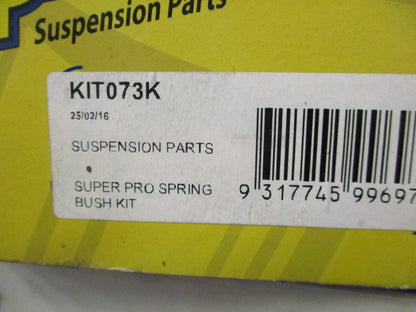 Suspension Parts
KIT073K
25/02/16
SUSPENSION PARTS
SUPER PRO SPRING
BUSH KIT
9 317745 99697